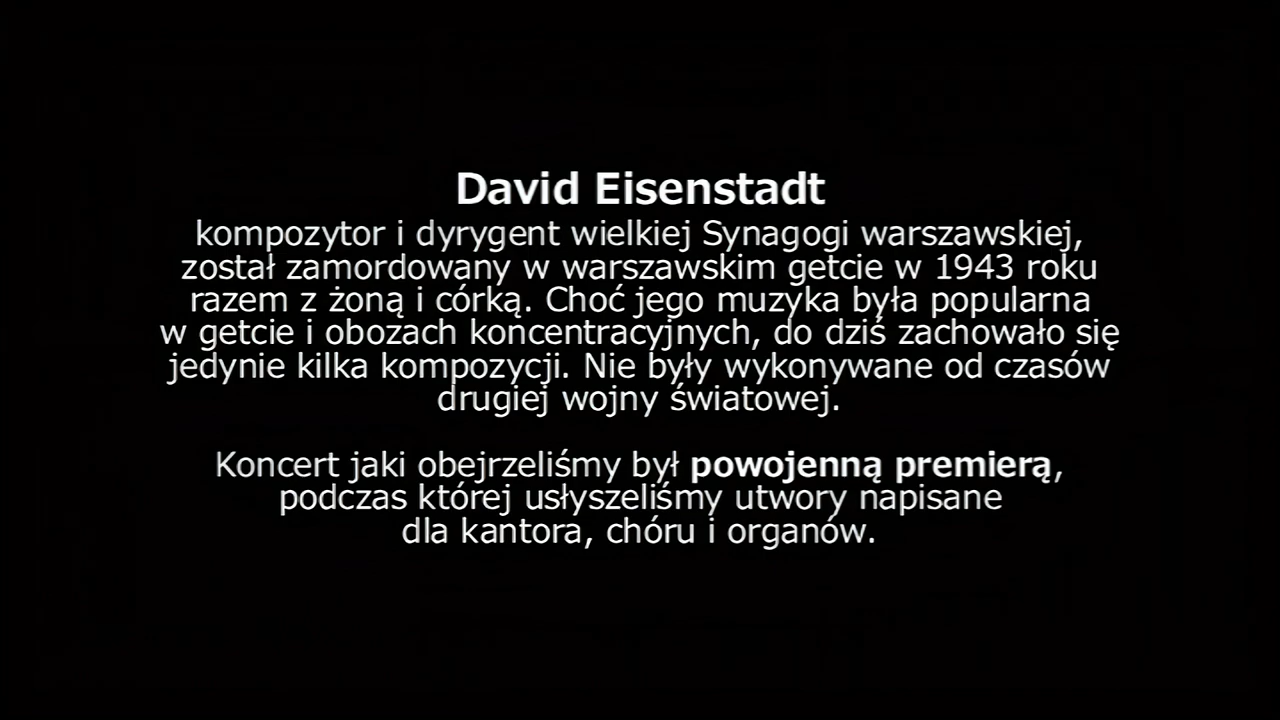 David Eisenstadt
kompozytor i dyrygent wielkiej Synagogi warszawskiej,
został zamordowany w warszawskim getcie w 1943 roku
razem z żoną i córką. Choć jego muzyka była popularna
w getcie i obozach koncentracyjnych, do dziś zachowało się
jedynie kilka kompozycji. Nie były wykonywane od czasów
drugiej wojny światowej.
Koncert jaki obejrzeliśmy był powojenną premierą,
podczas której usłyszeliśmy utwory napisane
dla kantora, chóru i organów.